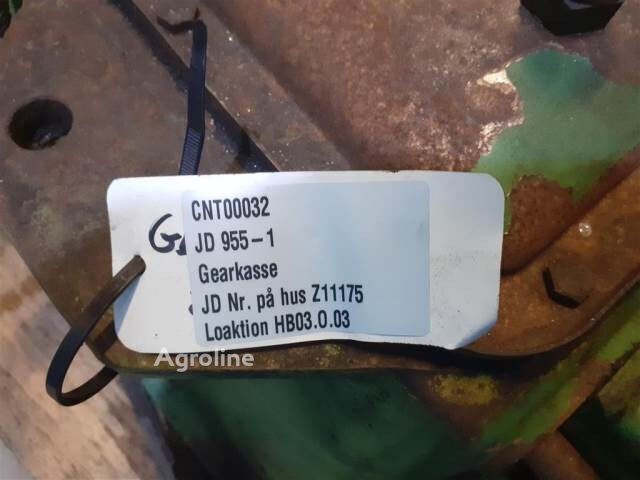 CNT00032
JD 955-1
Gearkasse
JD Nr. på hus Z11175
Loaktion HB03.0.03
Agroline